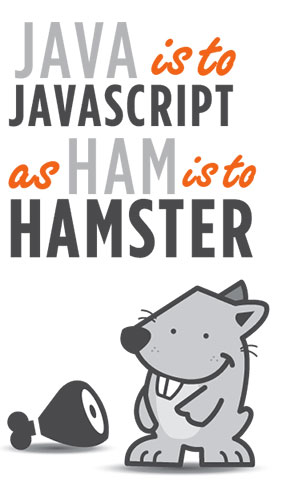 JAVA is to
JAVASCRIPT
as HAM is to
HAMSTER